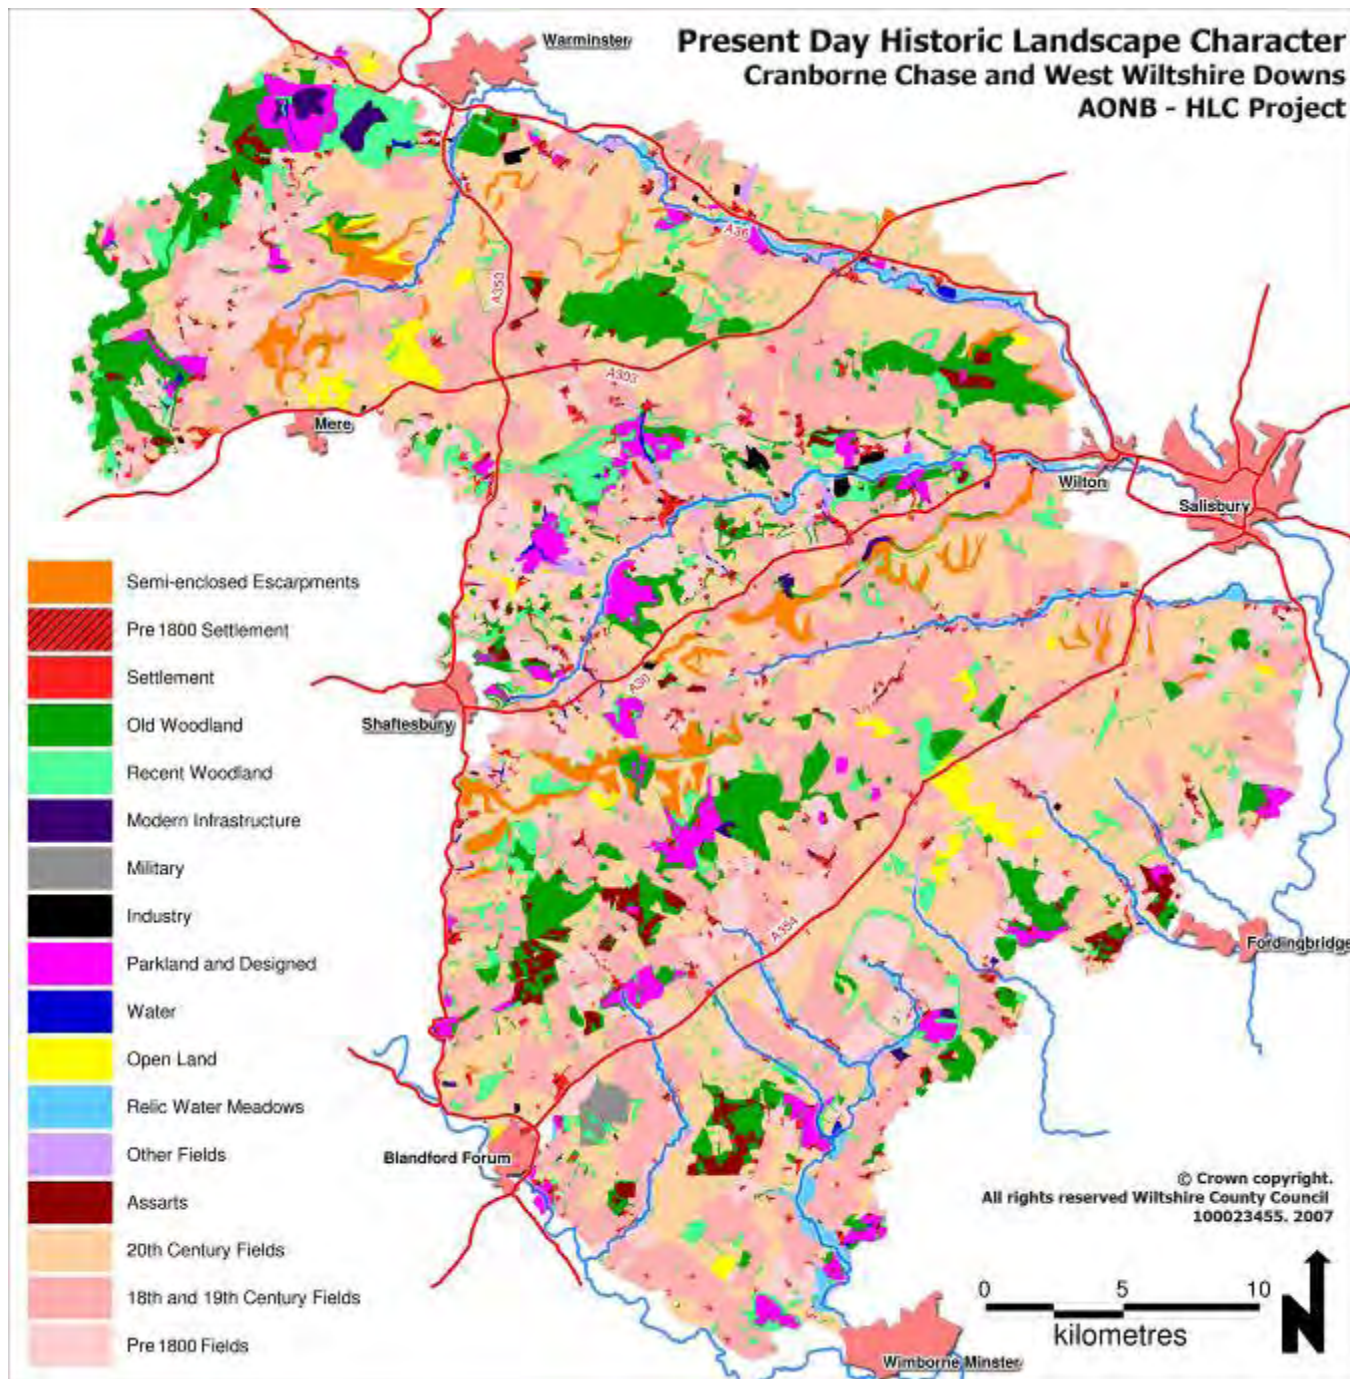 Present Day Historic Landscape Character
Cranborne Chase and West Wiltshire Downs
AONB - HLC Project
Warminster
A36
A350
A303
Mere
Wilton
Salisbury
Semi-enclosed Escarpments
Pre 1800 Settlement
Settlement
Old Woodland
Recent Woodland
Modern Infrastructure
Military
Industry
Parkland and Designed
Water
Open Land
Relic Water Meadows
Other Fields
Assarts
20th Century Fields
18th and 19th Century Fields
Pre 1800 Fields
A30
Shaftesbury
A354
Fordingbridge
Blandford Forum
© Crown copyright.
All rights reserved Wiltshire County Council
100023455. 2007
0 5 10
kilometres
N
Wimborne Minster